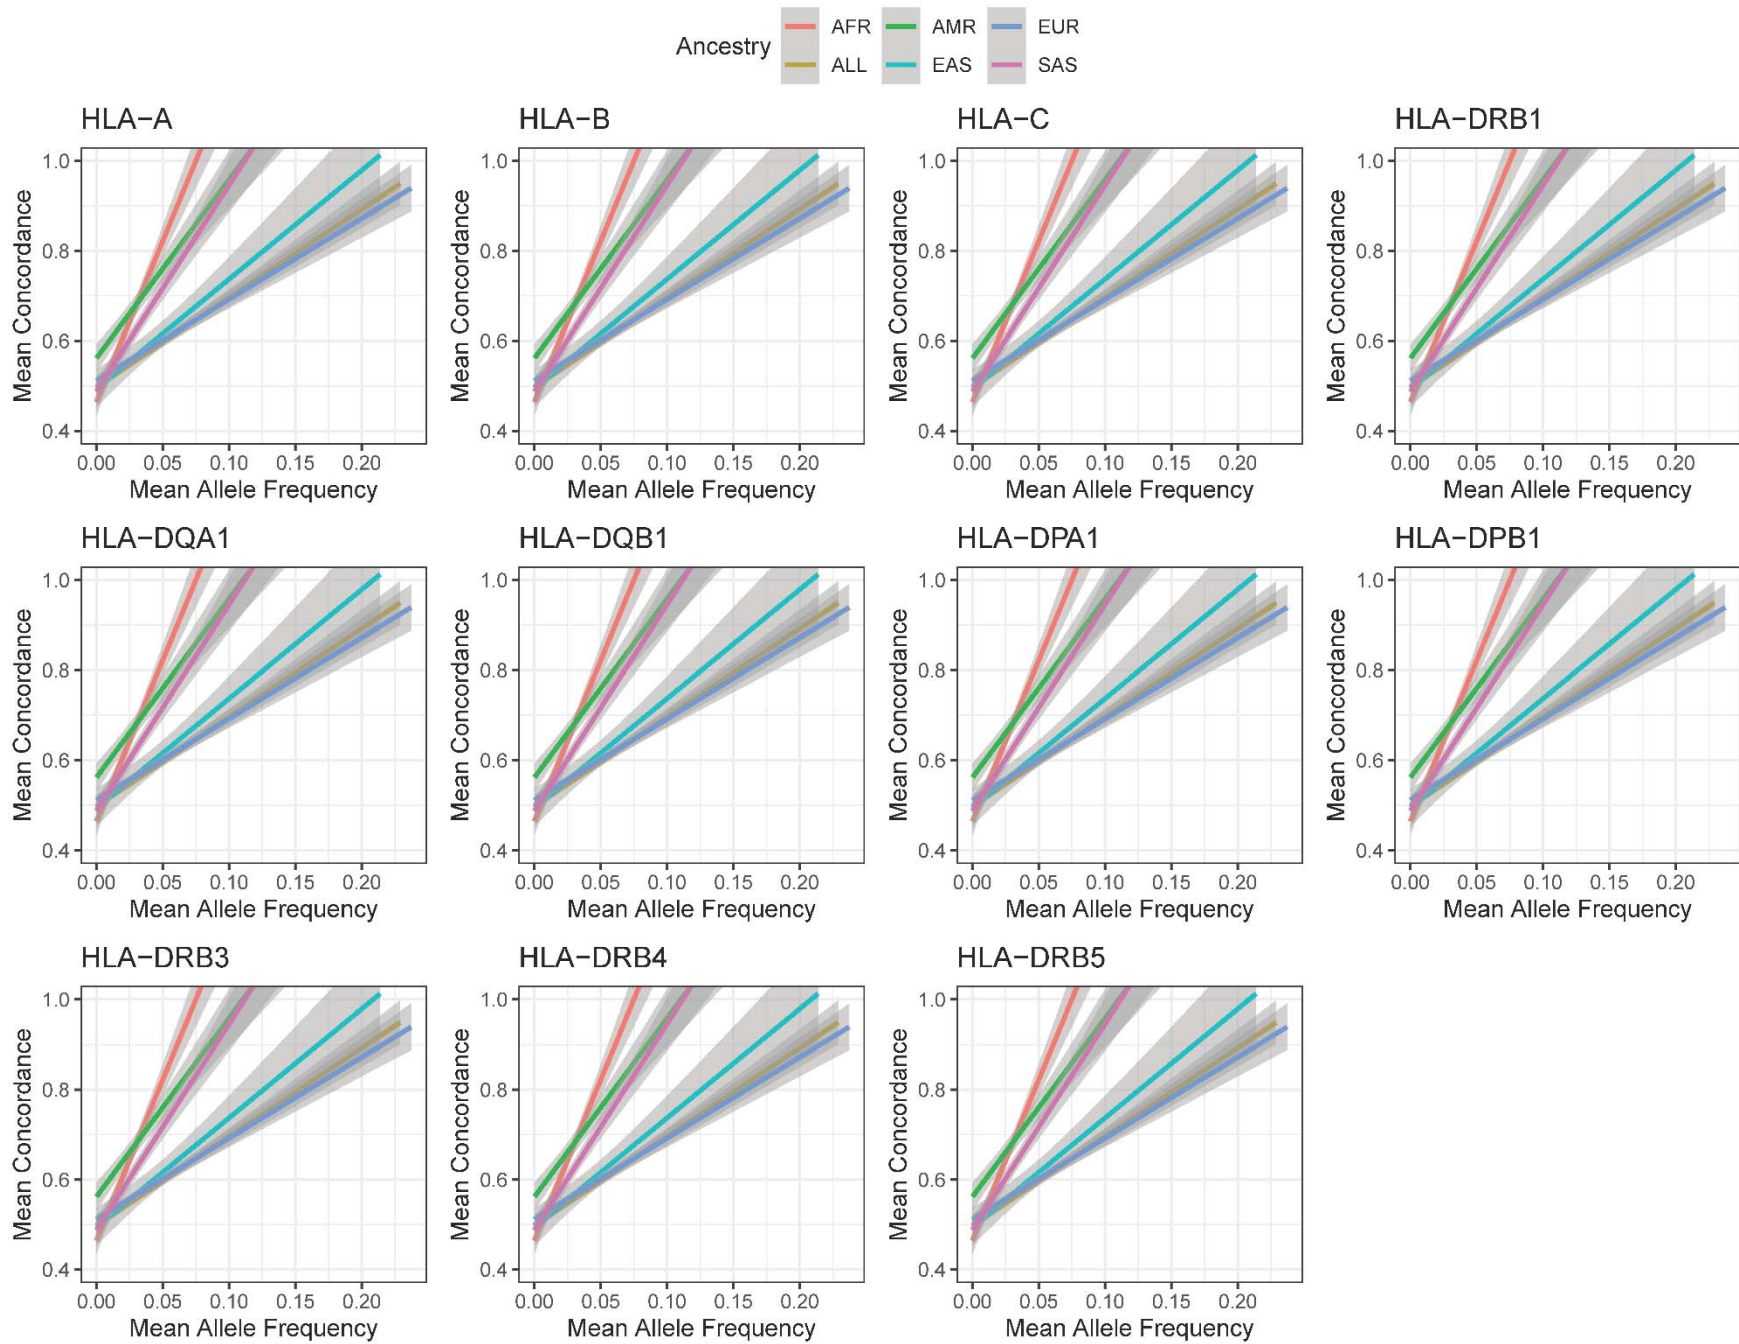 Ancestry
AFR AMR EUR
ALL EAS SAS
HLA−A HLA−B HLA−C HLA−DRB1
Mean Concordance Mean Concordance Mean Concordance Mean Concordance
1.0 1.0 1.0 1.0
0.8 0.8 0.8 0.8
0.6 0.6 0.6 0.6
0.4 0.4 0.4 0.4
0.00 0.05 0.10 0.15 0.20 0.00 0.05 0.10 0.15 0.20 0.00 0.05 0.10 0.15 0.20 0.00 0.05 0.10 0.15 0.20
Mean Allele Frequency Mean Allele Frequency Mean Allele Frequency Mean Allele Frequency
HLA−DQA1 HLA−DQB1 HLA−DPA1 HLA−DPB1
Mean Concordance Mean Concordance Mean Concordance Mean Concordance
1.0 1.0 1.0 1.0
0.8 0.8 0.8 0.8
0.6 0.6 0.6 0.6
0.4 0.4 0.4 0.4
0.00 0.05 0.10 0.15 0.20 0.00 0.05 0.10 0.15 0.20 0.00 0.05 0.10 0.15 0.20 0.00 0.05 0.10 0.15 0.20
Mean Allele Frequency Mean Allele Frequency Mean Allele Frequency Mean Allele Frequency
HLA−DRB3 HLA−DRB4 HLA−DRB5
Mean Concordance Mean Concordance Mean Concordance
1.0 1.0 1.0
0.8 0.8 0.8
0.6 0.6 0.6
0.4 0.4 0.4
0.00 0.05 0.10 0.15 0.20 0.00 0.05 0.10 0.15 0.20 0.00 0.05 0.10 0.15 0.20
Mean Allele Frequency Mean Allele Frequency Mean Allele Frequency